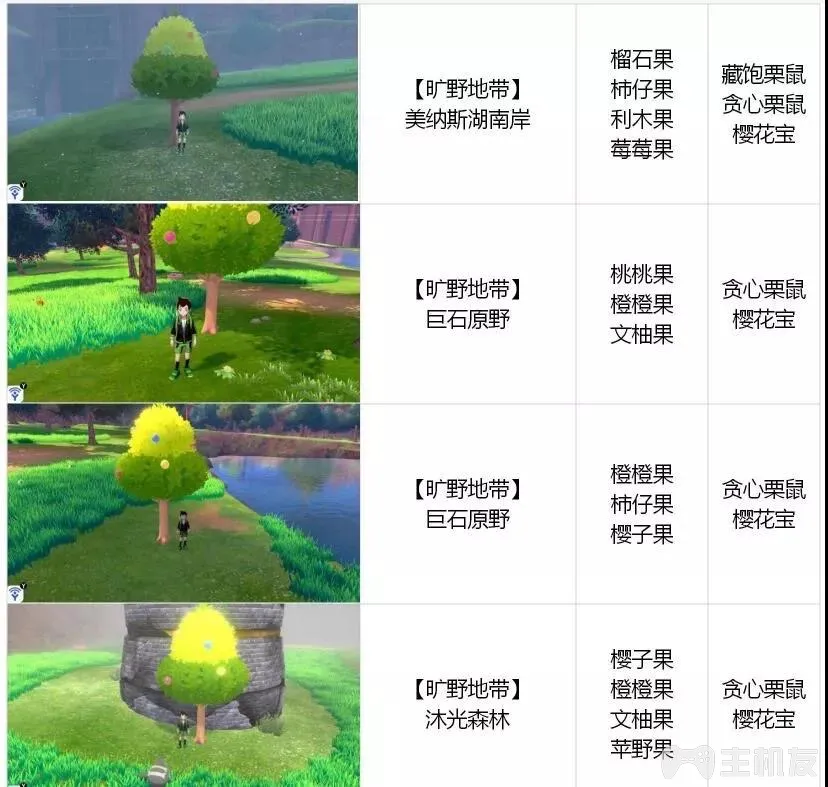 【旷野地带】
美纳斯湖南岸
榴石果
柿仔果
利木果
莓莓果
藏饱栗鼠
贪心栗鼠
樱花宝
Y
【旷野地带】
巨石原野
桃桃果
橙橙果
文柚果
贪心栗鼠
樱花宝
Y
【旷野地带】
巨石原野
橙橙果
柿仔果
樱子果
贪心栗鼠
樱花宝
Y
【旷野地带】
沐光森林
樱子果
橙橙果
文柚果
苹野果
贪心栗鼠
樱花宝
主机友